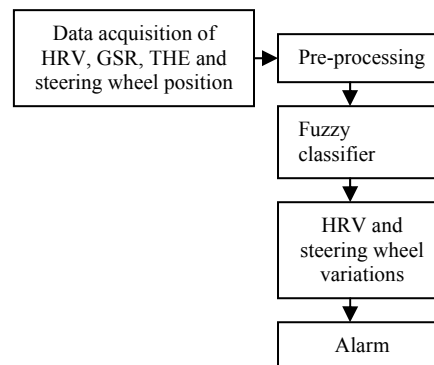 Data acquisition of
HRV, GSR, THE and
steering wheel position
Pre-processing
Fuzzy
classifier
HRV and
steering wheel
variations
Alarm